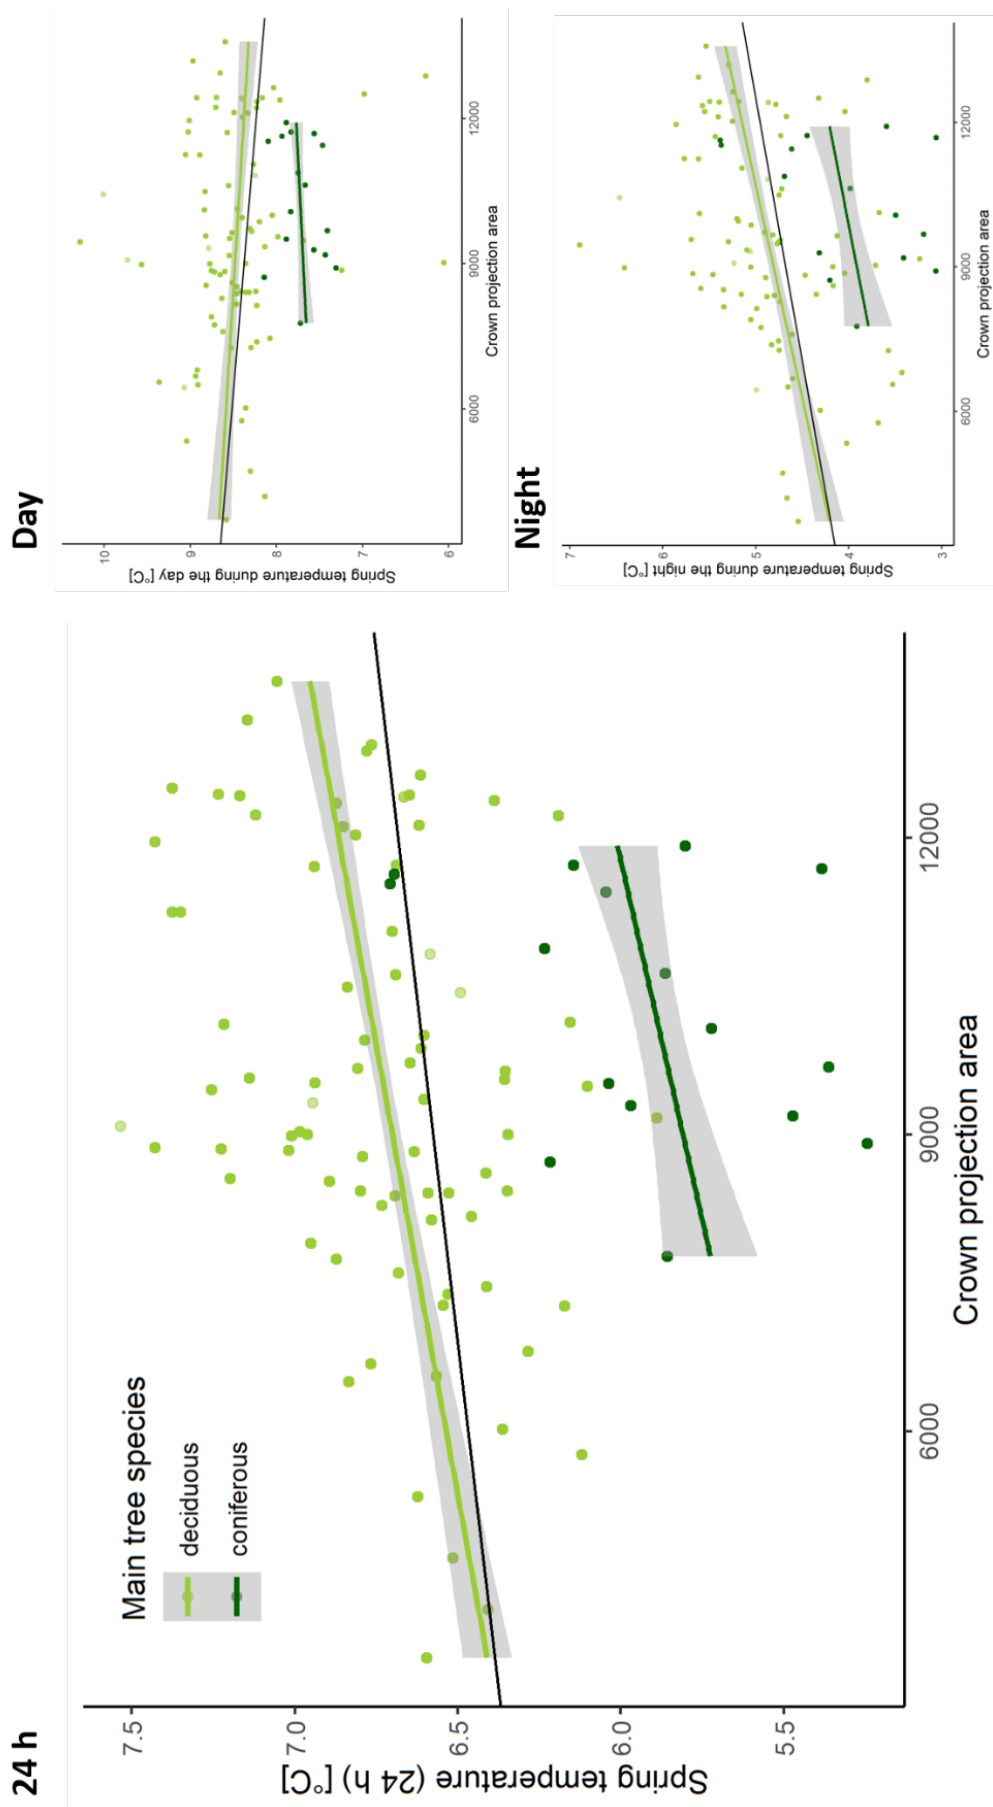 24 h
Main tree species
deciduous
coniferous
7.5
7.0
6.5
6.0
5.5
Spring temperature (24 h) [°C]
6000
9000
12000
Crown projection area
Day
10
9
8
7
6
Spring temperature during the day [°C]
6000
9000
12000
Crown projection area
Night
7
6
5
4
3
Spring temperature during the night [°C]
6000
9000
12000
Crown projection area